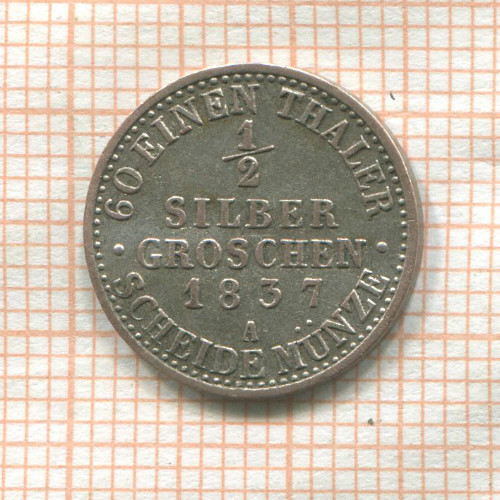 60 EINEN THALER
1/2
SILBER
GROSCHEN
1837
A
SCHEIDE MÜNZE